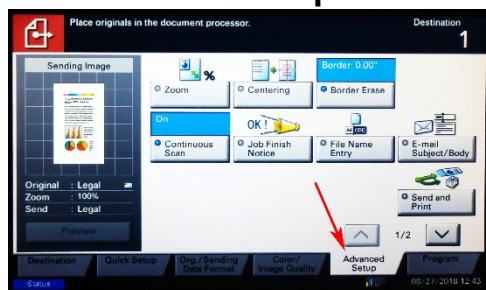 Place originals in the document processor.
Destination
1
Sending Image
Original : Legal
Zoom : 100%
Send : Legal
Preview
%
Zoom
Centering
Border: 0.00"
Border Erase
On
Continuous
Scan
OK!
Job Finish
Notice
ABCDE
File Name
Entry
E-mail
Subject/Body
Send and
Print
1/2
Destination
Quick Setup
Org./Sending
Data Format
Color/
Image Quality
Advanced
Setup
Program
Status
08/27/2018 12:43